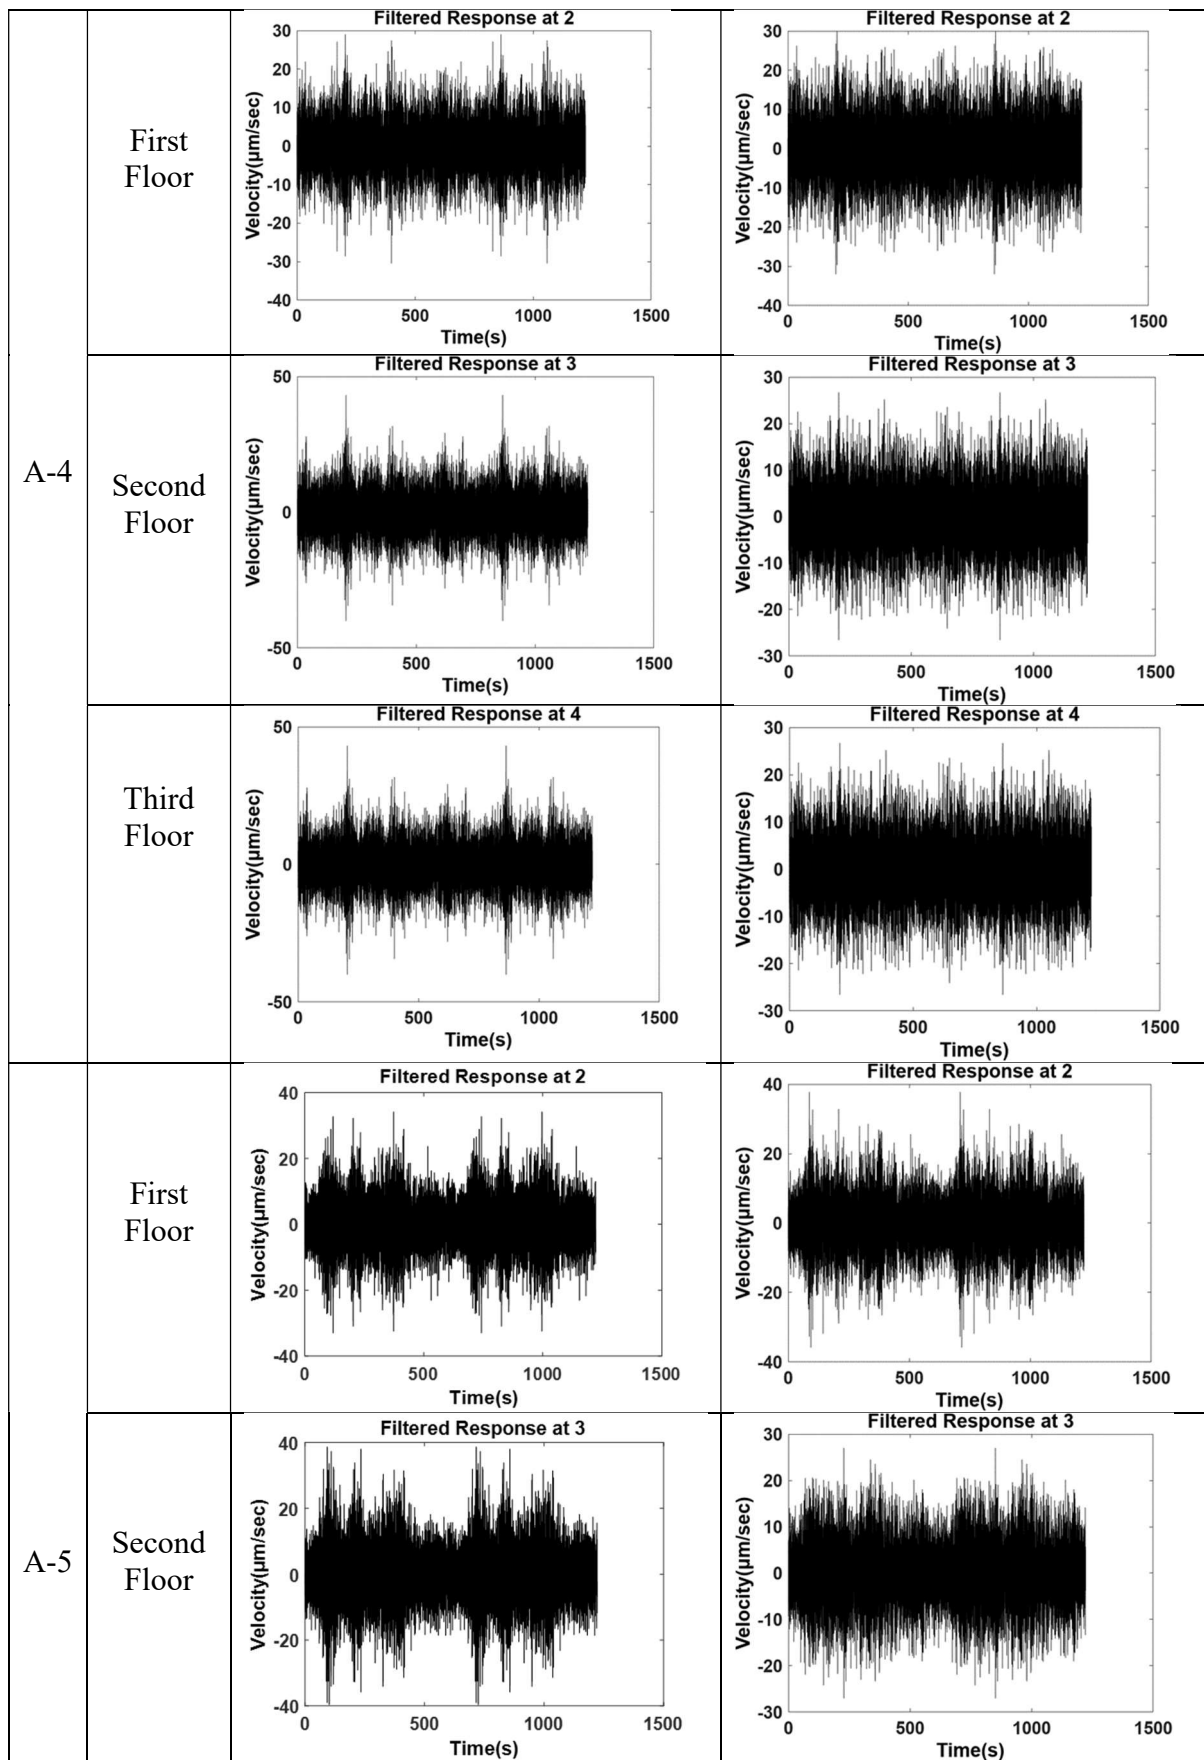 A-4
First
Floor
Filtered Response at 2
Velocity(µm/sec)
30
20
10
0
-10
-20
-30
-40
0 500 1000 1500
Time(s)
Filtered Response at 2
Velocity(µm/sec)
30
20
10
0
-10
-20
-30
-40
0 500 1000 1500
Time(s)
Second
Floor
Filtered Response at 3
Velocity(µm/sec)
50
0
-50
0 500 1000 1500
Time(s)
Filtered Response at 3
Velocity(µm/sec)
30
20
10
0
-10
-20
-30
0 500 1000 1500
Time(s)
Third
Floor
Filtered Response at 4
Velocity(µm/sec)
50
0
-50
0 500 1000 1500
Time(s)
Filtered Response at 4
Velocity(µm/sec)
30
20
10
0
-10
-20
-30
0 500 1000 1500
Time(s)
A-5
First
Floor
Filtered Response at 2
Velocity(µm/sec)
40
20
0
-20
-40
0 500 1000 1500
Time(s)
Filtered Response at 2
Velocity(µm/sec)
40
20
0
-20
-40
0 500 1000 1500
Time(s)
Second
Floor
Filtered Response at 3
Velocity(µm/sec)
40
20
0
-20
-40
0 500 1000 1500
Time(s)
Filtered Response at 3
Velocity(µm/sec)
30
20
10
0
-10
-20
-30
0 500 1000 1500
Time(s)